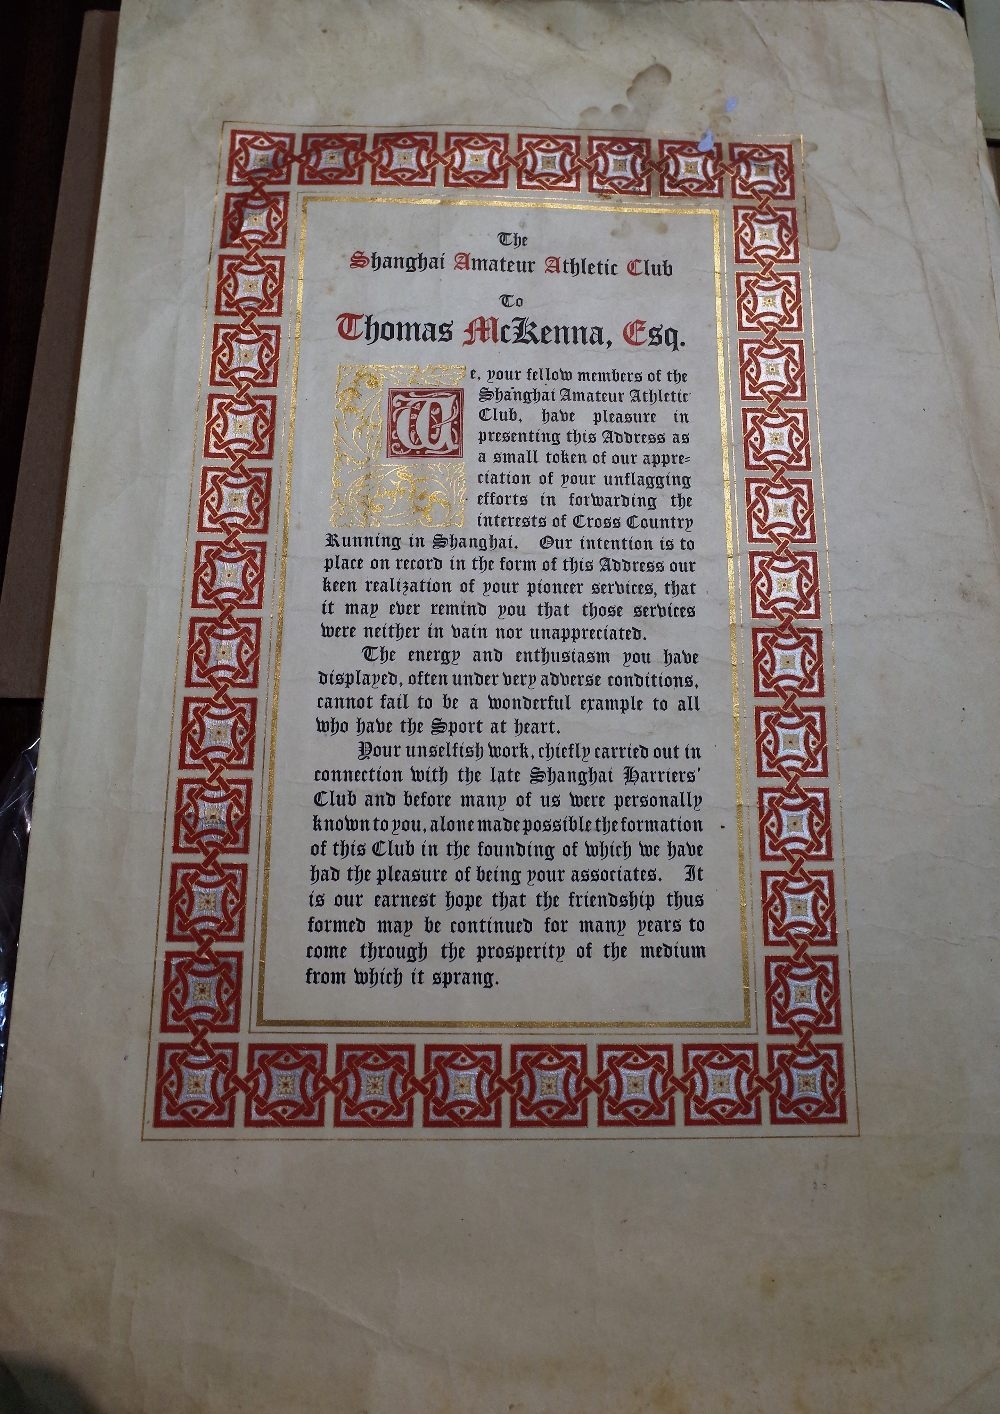 The
Shanghai Amateur Athletic Club
To
Thomas McKenna, Esq.
We, your fellow members of the
Shanghai Amateur Athletic
Club, have pleasure in
presenting this Address as
a small token of our appre=
ciation of your unflagging
efforts in forwarding the
interests of Cross Country
Running in Shanghai. Our intention is to
place on record in the form of this Address our
keen realization of your pioneer services, that
it may ever remind you that those services
were neither in vain nor unappreciated.
The energy and enthusiasm you have
displayed, often under very adverse conditions,
cannot fail to be a wonderful example to all
who have the Sport at heart.
Your unselfish work, chiefly carried out in
connection with the late Shanghai Harriers'
Club and before many of us were personally
known to you, alone made possible the formation
of this Club in the founding of which we have
had the pleasure of being your associates. It
is our earnest hope that the friendship thus
formed may be continued for many years to
come through the prosperity of the medium
from which it sprang.